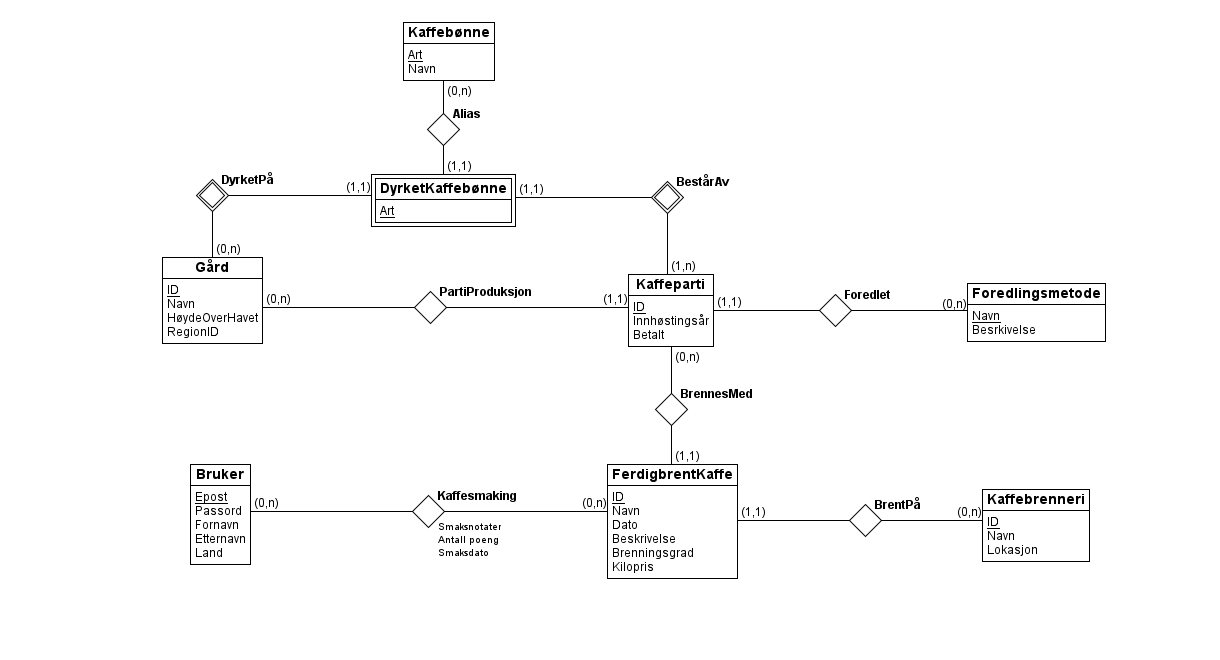 Kaffebønne
Art
Navn
(0,n)
Alias
(1,1)
DyrketPå
(1,1)
DyrketKaffebønne
Art
(1,1)
BestårAv
(0,n)
(1,n)
Gård
ID
Navn
HøydeOverHavet
RegionID
(0,n)
PartiProduksjon
(1,1)
Kaffeparti
ID
Innhøstingsår
Betalt
(1,1)
Foredlet
(0,n)
Foredlingsmetode
Navn
Besrkivelse
(0,n)
BrennesMed
(1,1)
Bruker
Epost
Passord
Fornavn
Etternavn
Land
(0,n)
Kaffesmaking
Smaksnotater
Antall poeng
Smaksdato
(0,n)
FerdigbrentKaffe
ID
Navn
Dato
Beskrivelse
Brenningsgrad
Kilopris
(1,1)
BrentPå
(0,n)
Kaffebrenneri
ID
Navn
Lokasjon